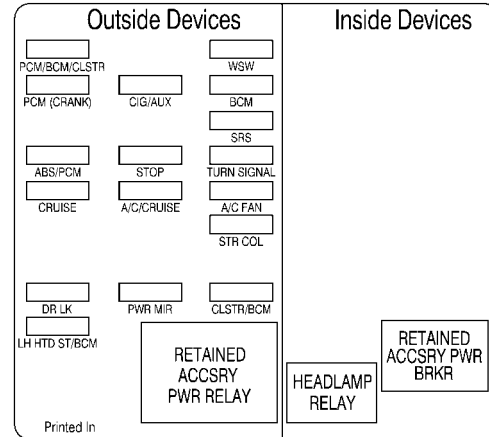 Outside Devices
Inside Devices
PCM/BCM/CLSTR
WSW
PCM (CRANK)
CIG/AUX
BCM
SRS
ABS/PCM
STOP
TURN SIGNAL
CRUISE
A/C/CRUISE
A/C FAN
STR COL
DR LK
PWR MIR
CLSTR/BCM
LH HTD ST/BCM
RETAINED
ACCSRY
PWR RELAY
HEADLAMP
RELAY
RETAINED
ACCSRY PWR
BRKR
Printed In